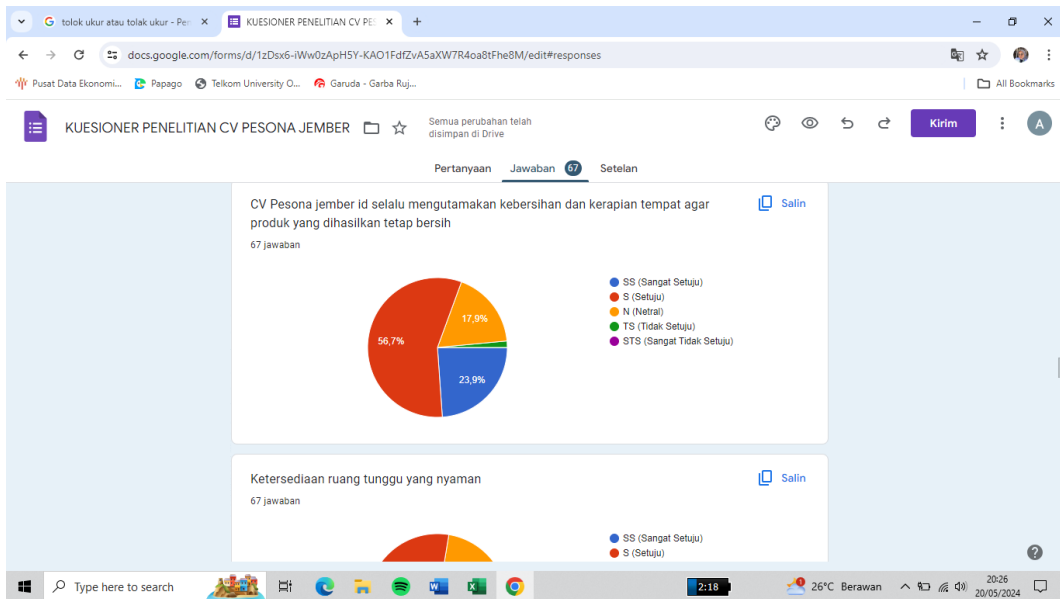 tolok ukur atau tolak ukur - Pen
KUESIONER PENELITIAN CV PES
docs.google.com/forms/d/1zDsx6-iWw0zApH5Y-KAO1FdfZvA5aXW7R4oa8tFhe8M/edit#responses
Pusat Data Ekonomi... Papago Telkom University O... Garuda - Garba Ruj... All Bookmarks
KUESIONER PENELITIAN CV PESONA JEMBER
Semua perubahan telah
disimpan di Drive
Kirim
A
Pertanyaan Jawaban 67 Setelan
CV Pesona jember id selalu mengutamakan kebersihan dan kerapian tempat agar
produk yang dihasilkan tetap bersih
Salin
67 jawaban
SS (Sangat Setuju)
S (Setuju)
N (Netral)
TS (Tidak Setuju)
STS (Sangat Tidak Setuju)
17,9%
56,7%
23,9%
Ketersediaan ruang tunggu yang nyaman
Salin
67 jawaban
SS (Sangat Setuju)
S (Setuju)
Type here to search
2:18
26°C Berawan
20:26
20/05/2024